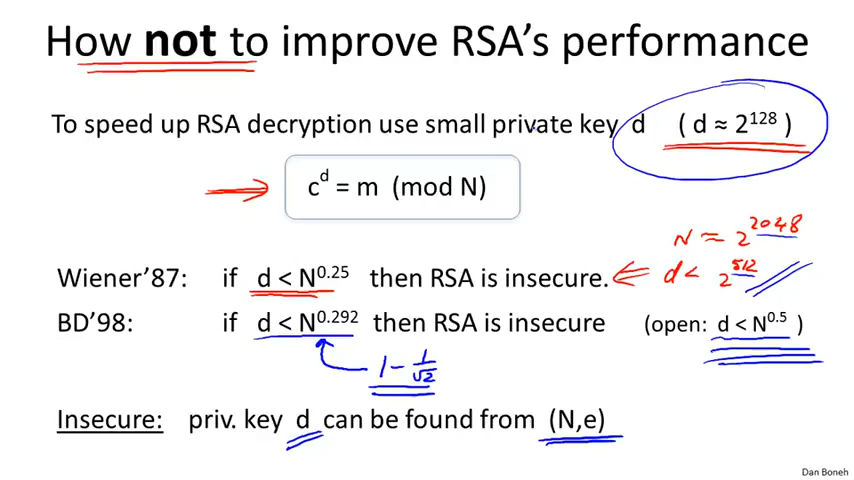 How not to improve RSA's performance
To speed up RSA decryption use small private key d ( d ≈ 2^128 )
c^d = m (mod N)
N ≈ 2^2048
Wiener'87: if d < N^0.25 then RSA is insecure. d < 2^512
BD'98: if d < N^0.292 then RSA is insecure (open: d < N^0.5 )
1 - 1/√2
Insecure: priv. key d can be found from (N,e)
Dan Boneh